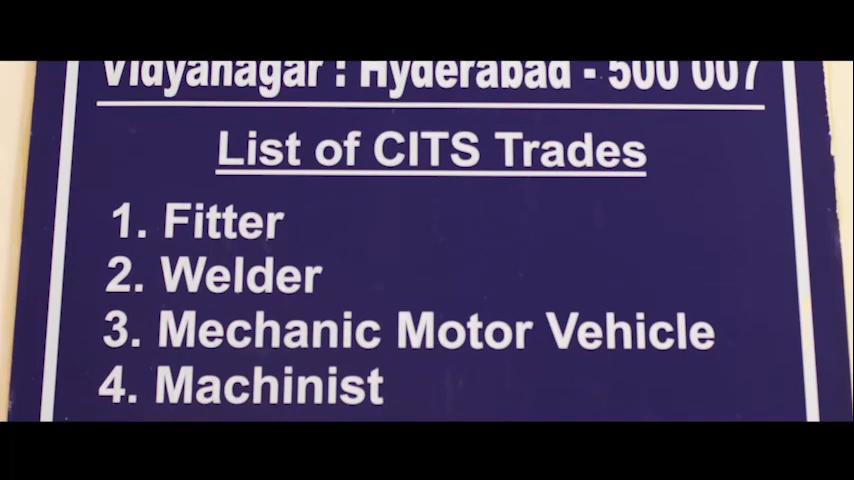 Vidyanagar : Hyderabad - 500 007
List of CITS Trades
1. Fitter
2. Welder
3. Mechanic Motor Vehicle
4. Machinist